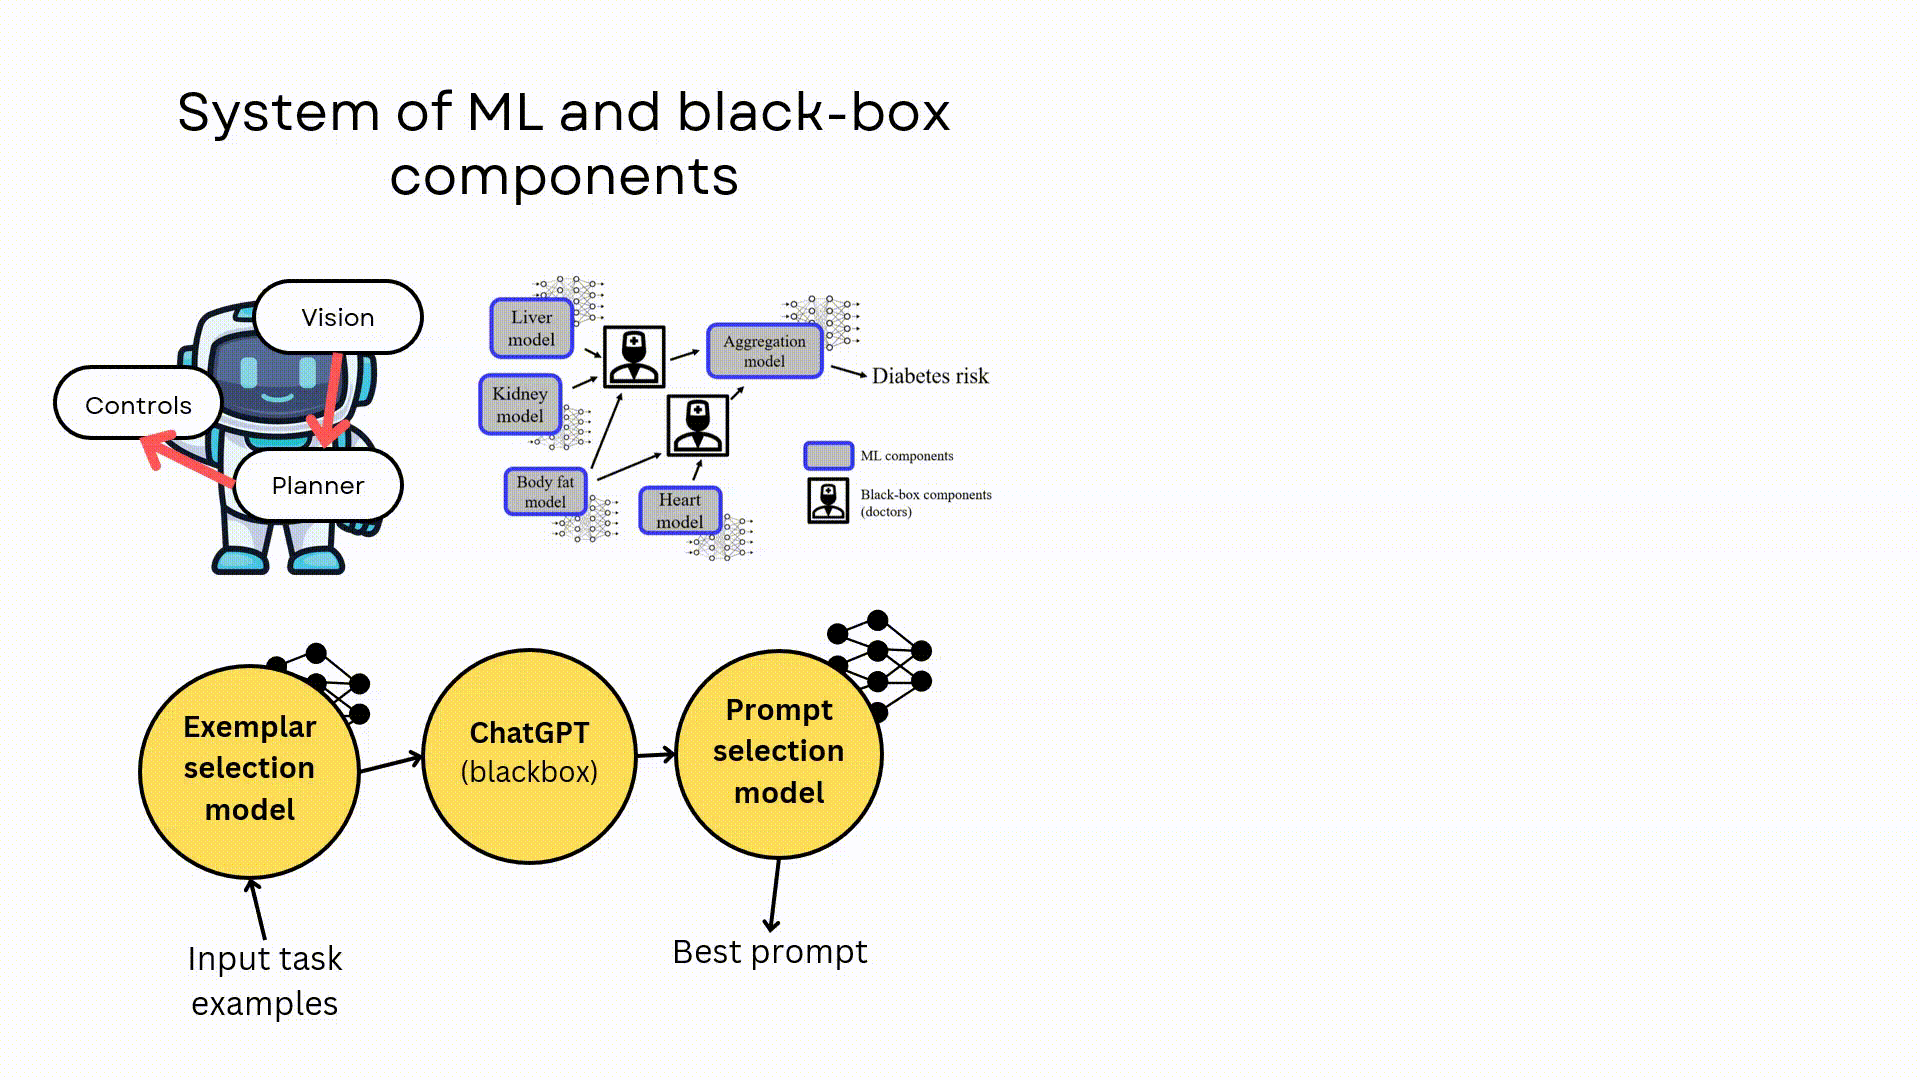 System of ML and black-box
components
Vision
Controls
Planner
Liver
model
Kidney
model
Body fat
model
Heart
model
Aggregation
model
Diabetes risk
ML components
Black-box components
(doctors)
Exemplar
selection
model
ChatGPT
(blackbox)
Prompt
selection
model
Input task
examples
Best prompt